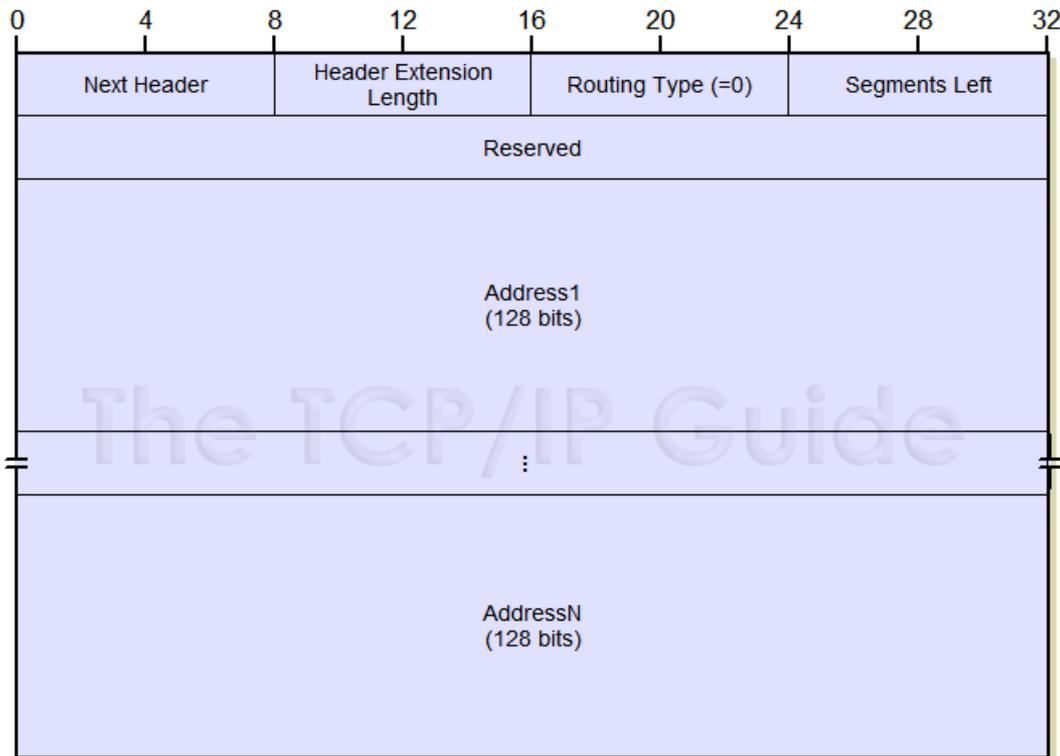 0 4 8 12 16 20 24 28 32
Next Header
Header Extension
Length
Routing Type (=0)
Segments Left
Reserved
Address1
(128 bits)
The TCP/IP Guide
⋮
AddressN
(128 bits)